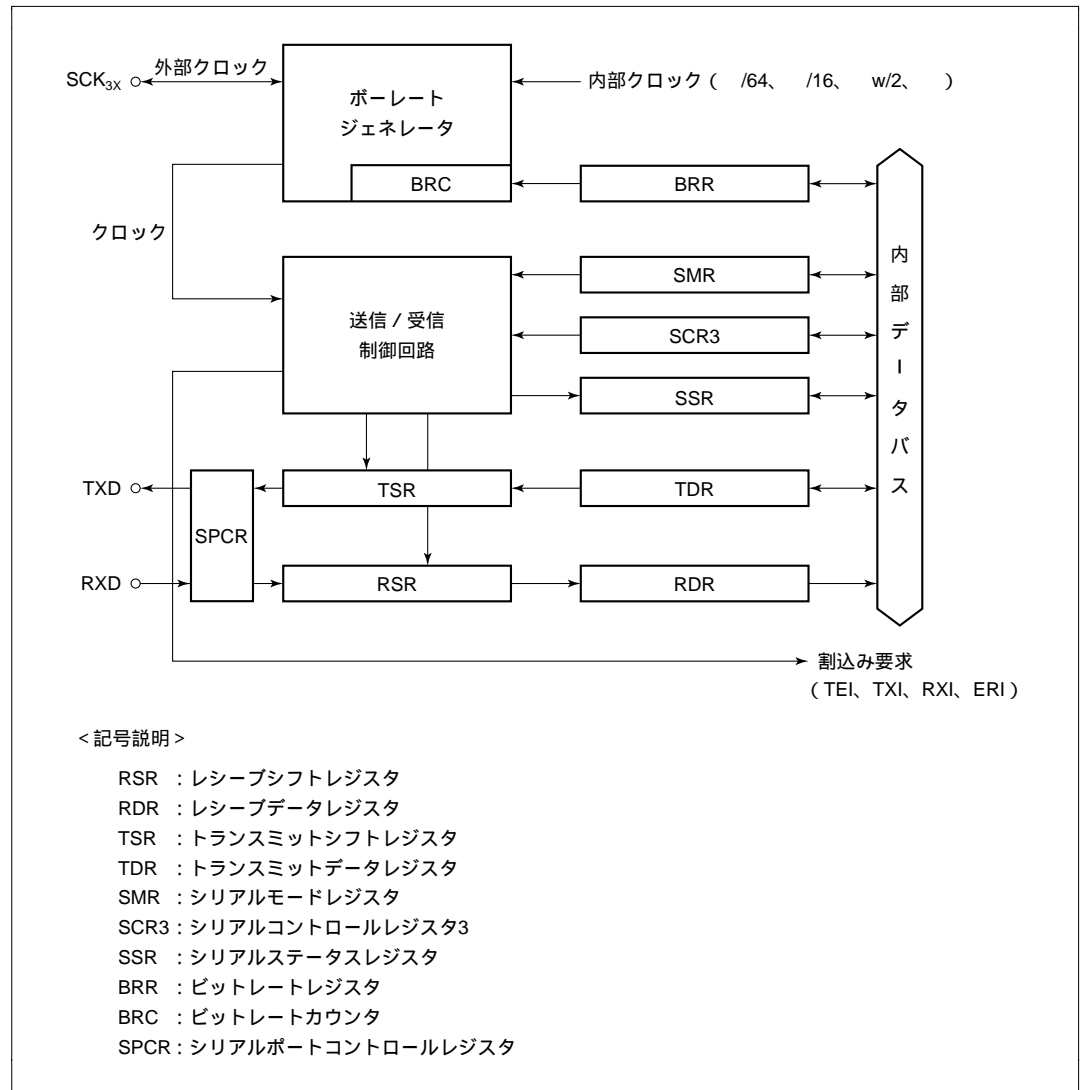 SCK3X
外部クロック
ボーレート
ジェネレータ
BRC
内部クロック（ /64、 /16、 w/2、 ）
BRR
クロック
送信 / 受信
制御回路
SMR
SCR3
SSR
内部データバス
TXD
SPCR
TSR
TDR
RXD
RSR
RDR
割込み要求
（TEI、TXI、RXI、ERI）
<記号説明>
RSR ：レシーブシフトレジスタ
RDR ：レシーブデータレジスタ
TSR ：トランスミットシフトレジスタ
TDR ：トランスミットデータレジスタ
SMR ：シリアルモードレジスタ
SCR3：シリアルコントロールレジスタ3
SSR ：シリアルステータスレジスタ
BRR ：ビットレートレジスタ
BRC ：ビットレートカウンタ
SPCR：シリアルポートコントロールレジスタ